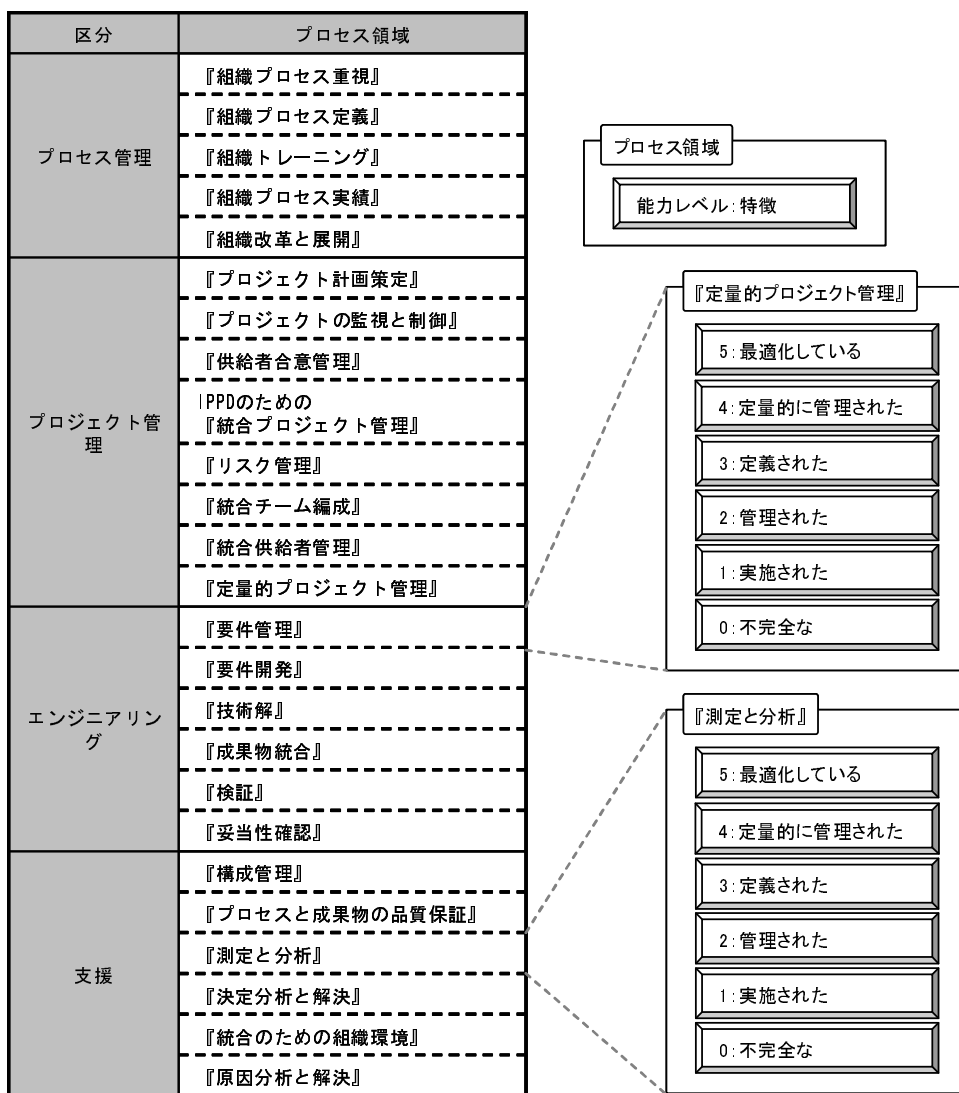 区分
プロセス領域
プロセス管理
『組織プロセス重視』
『組織プロセス定義』
『組織トレーニング』
『組織プロセス実績』
『組織改革と展開』
プロジェクト管
理
『プロジェクト計画策定』
『プロジェクトの監視と制御』
『供給者合意管理』
IPPDのための
『統合プロジェクト管理』
『リスク管理』
『統合チーム編成』
『統合供給者管理』
『定量的プロジェクト管理』
エンジニアリン
グ
『要件管理』
『要件開発』
『技術解』
『成果物統合』
『検証』
『妥当性確認』
支援
『構成管理』
『プロセスと成果物の品質保証』
『測定と分析』
『決定分析と解決』
『統合のための組織環境』
『原因分析と解決』
プロセス領域
能力レベル:特徴
『定量的プロジェクト管理』
5:最適化している
4:定量的に管理された
3:定義された
2:管理された
1:実施された
0:不完全な
『測定と分析』
5:最適化している
4:定量的に管理された
3:定義された
2:管理された
1:実施された
0:不完全な